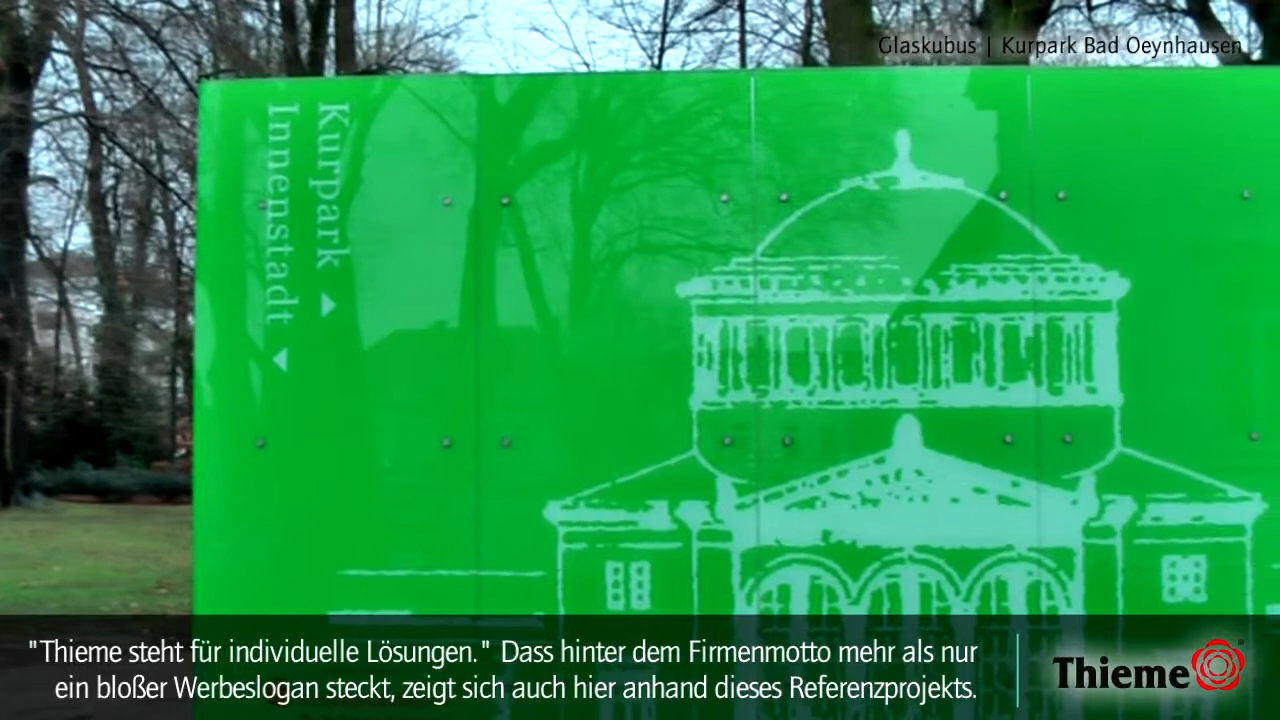 Glaskubus | Kurpark Bad Oeynhausen
Kurpark ▲
Innenstadt ▼
"Thieme steht für individuelle Lösungen." Dass hinter dem Firmenmotto mehr als nur
ein bloßer Werbeslogan steckt, zeigt sich auch hier anhand dieses Referenzprojekts.
Thieme